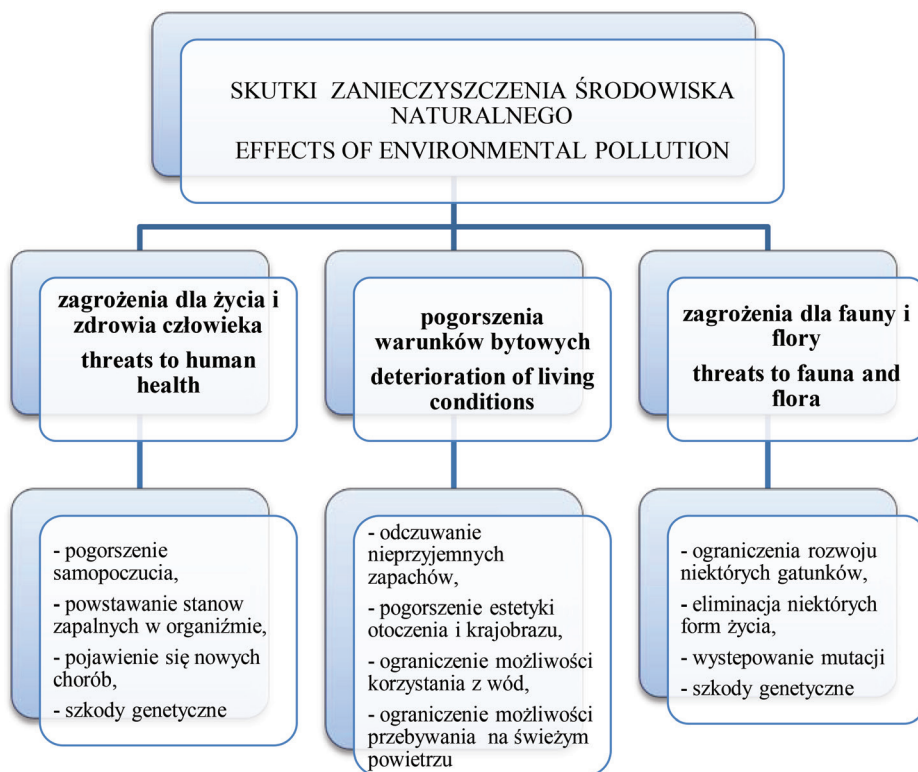 SKUTKI ZANIECZYSZCZENIA ŚRODOWISKA
NATURALNEGO
EFFECTS OF ENVIRONMENTAL POLLUTION
zagrożenia dla życia i
zdrowia człowieka
threats to human
health
pogorszenia
warunków bytowych
deterioration of living
conditions
zagrożenia dla fauny i
flory
threats to fauna and
flora
- pogorszenie
samopoczucia,
- powstawanie stanow
zapalnych w organiźmie,
- pojawienie się nowych
chorób,
- szkody genetyczne
- odczuwanie
nieprzyjemnych
zapachów,
- pogorszenie estetyki
otoczenia i krajobrazu,
- ograniczenie możliwości
korzystania z wód,
- ograniczenie możliwości
przebywania na świeżym
powietrzu
- ograniczenia rozwoju
niektórych gatunków,
- eliminacja niektórych
form życia,
- wystepowanie mutacji
- szkody genetyczne